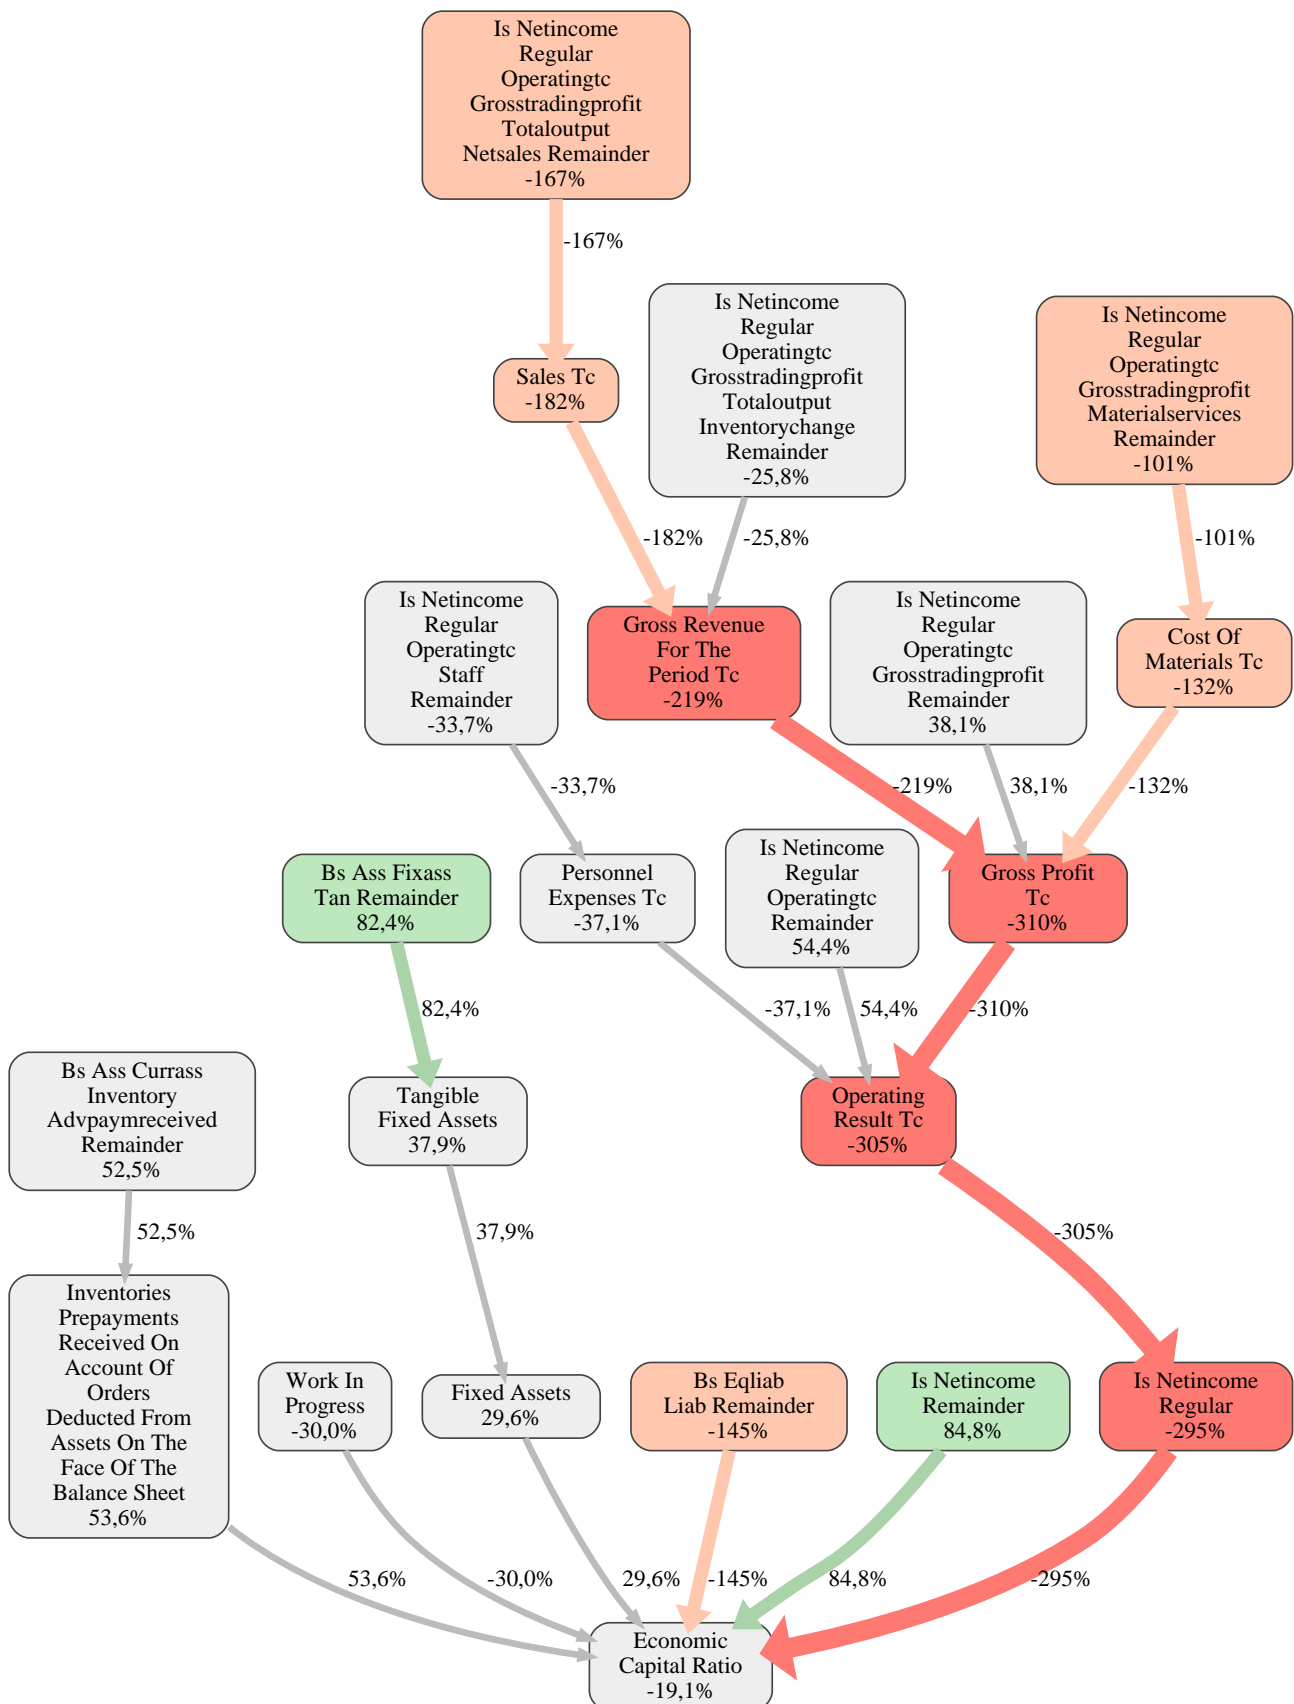 Is Netincome
Regular
Operatingtc
Grosstradingprofit
Totaloutput
Netsales Remainder
-167%
-167%
Is Netincome
Regular
Operatingtc
Grosstradingprofit
Totaloutput
Inventorychange
Remainder
-25,8%
Is Netincome
Regular
Operatingtc
Grosstradingprofit
Materialservices
Remainder
-101%
Sales Tc
-182%
-182%
-25,8%
-101%
Is Netincome
Regular
Operatingtc
Staff
Remainder
-33,7%
Gross Revenue
For The
Period Tc
-219%
Is Netincome
Regular
Operatingtc
Grosstradingprofit
Remainder
38,1%
Cost Of
Materials Tc
-132%
-33,7%
-219%
38,1%
-132%
Bs Ass Fixass
Tan Remainder
82,4%
Personnel
Expenses Tc
-37,1%
Is Netincome
Regular
Operatingtc
Remainder
54,4%
Gross Profit
Tc
-310%
82,4%
-37,1%
54,4%
-310%
Bs Ass Currass
Inventory
Advpaymreceived
Remainder
52,5%
Tangible
Fixed Assets
37,9%
Operating
Result Tc
-305%
52,5%
37,9%
-305%
Inventories
Prepayments
Received On
Account Of
Orders
Deducted From
Assets On The
Face Of The
Balance Sheet
53,6%
Work In
Progress
-30,0%
Fixed Assets
29,6%
Bs Eqliab
Liab Remainder
-145%
Is Netincome
Remainder
84,8%
Is Netincome
Regular
-295%
53,6%
-30,0%
29,6%
-145%
84,8%
-295%
Economic
Capital Ratio
-19,1%